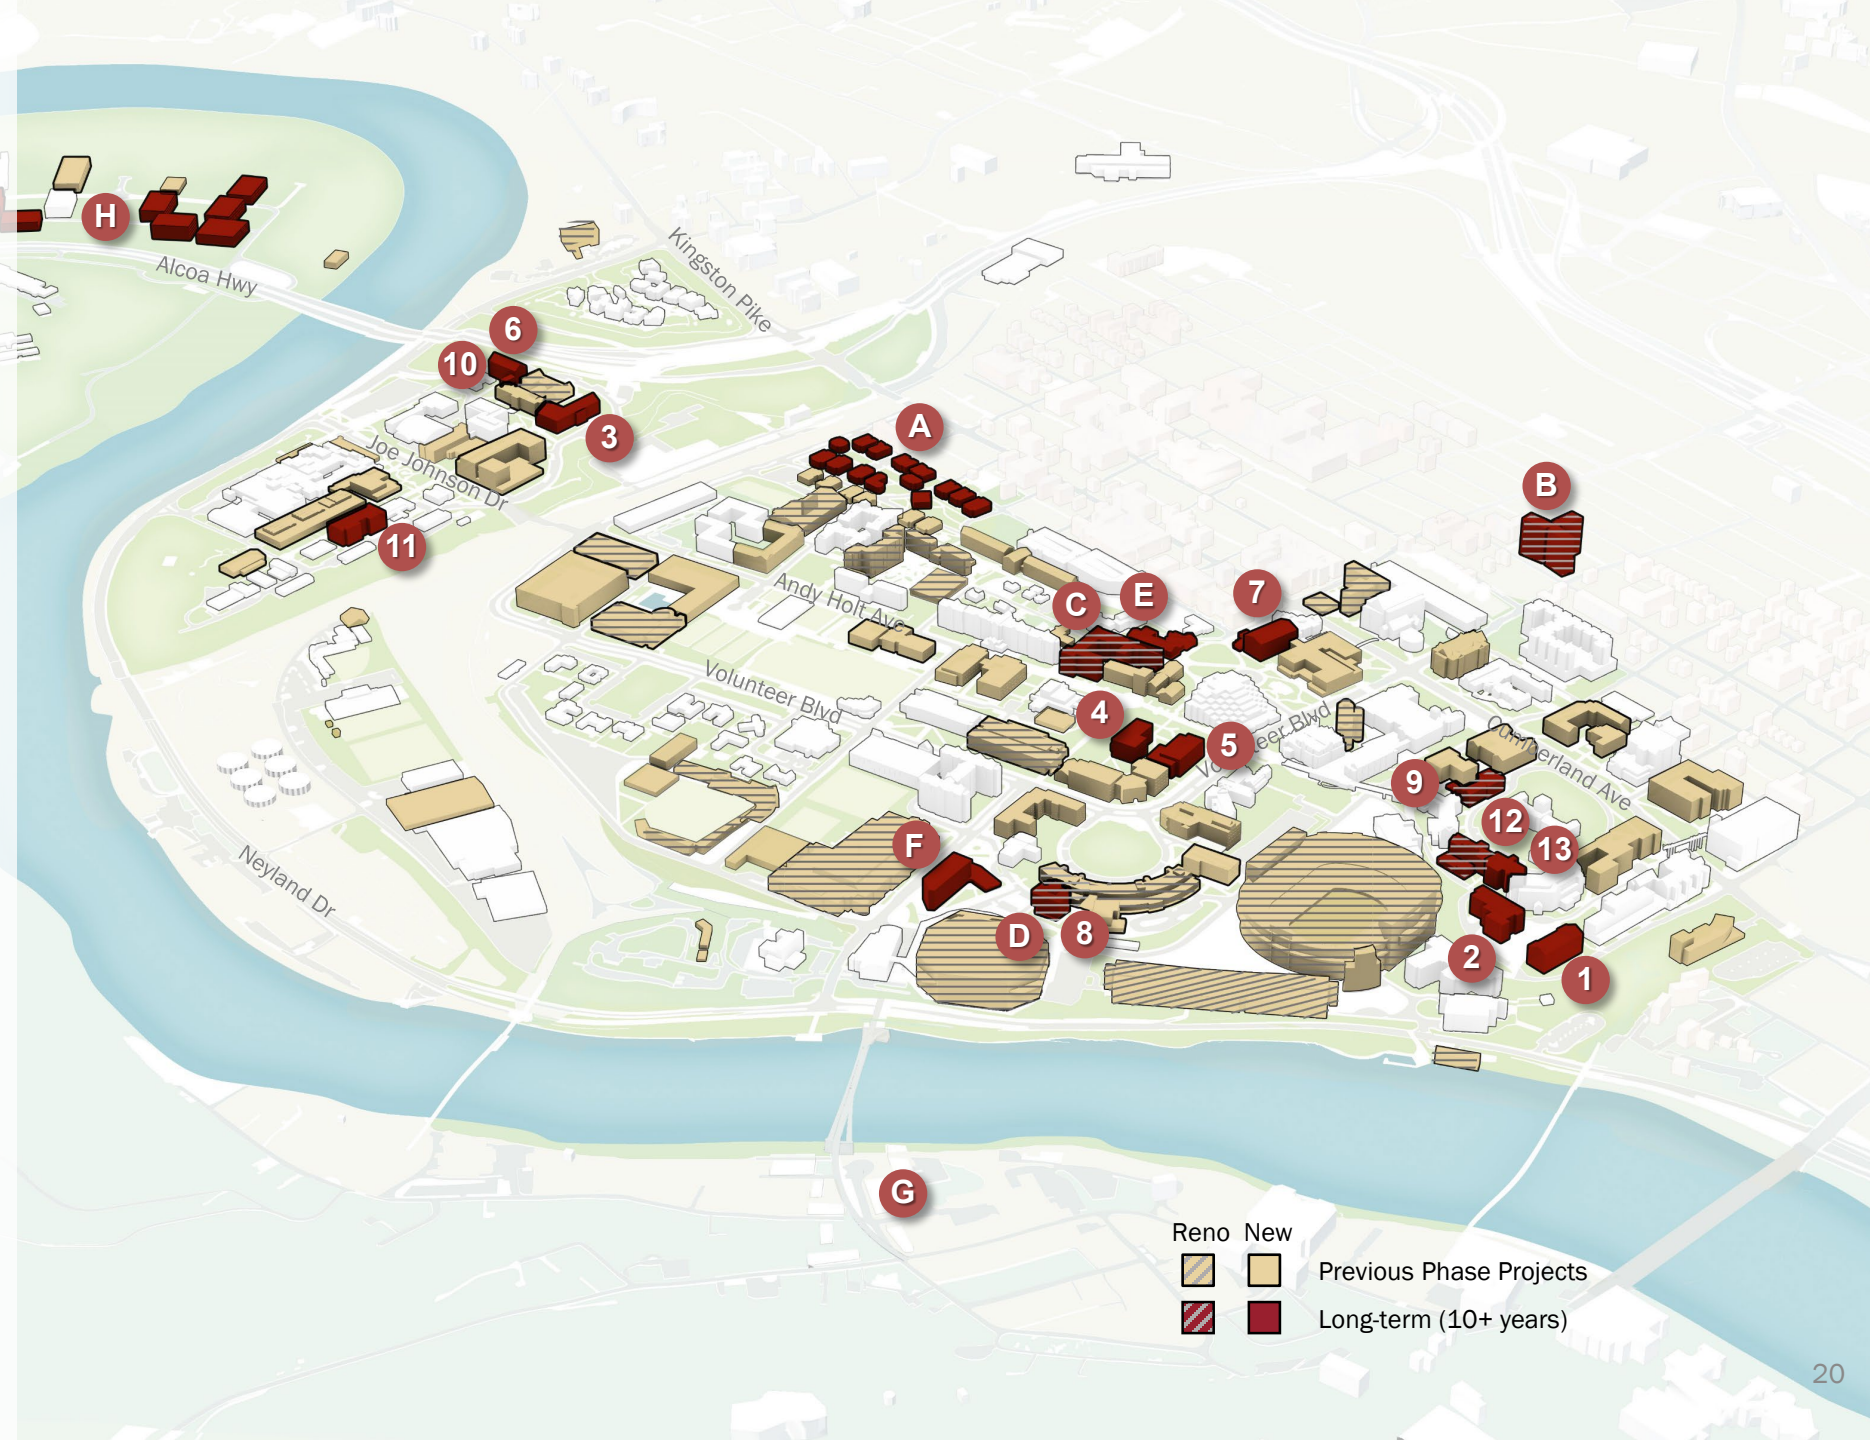 H
Alcoa Hwy
Kingston Pike
6
10
3
A
Joe Johnson Dr
11
B
Andy Holt Ave
C
E
7
Volunteer Blvd
4
5
Volunteer Blvd
Cumberland Ave
9
12
13
F
Neyland Dr
D
8
2
1
G
Reno New
Previous Phase Projects
Long-term (10+ years)
20